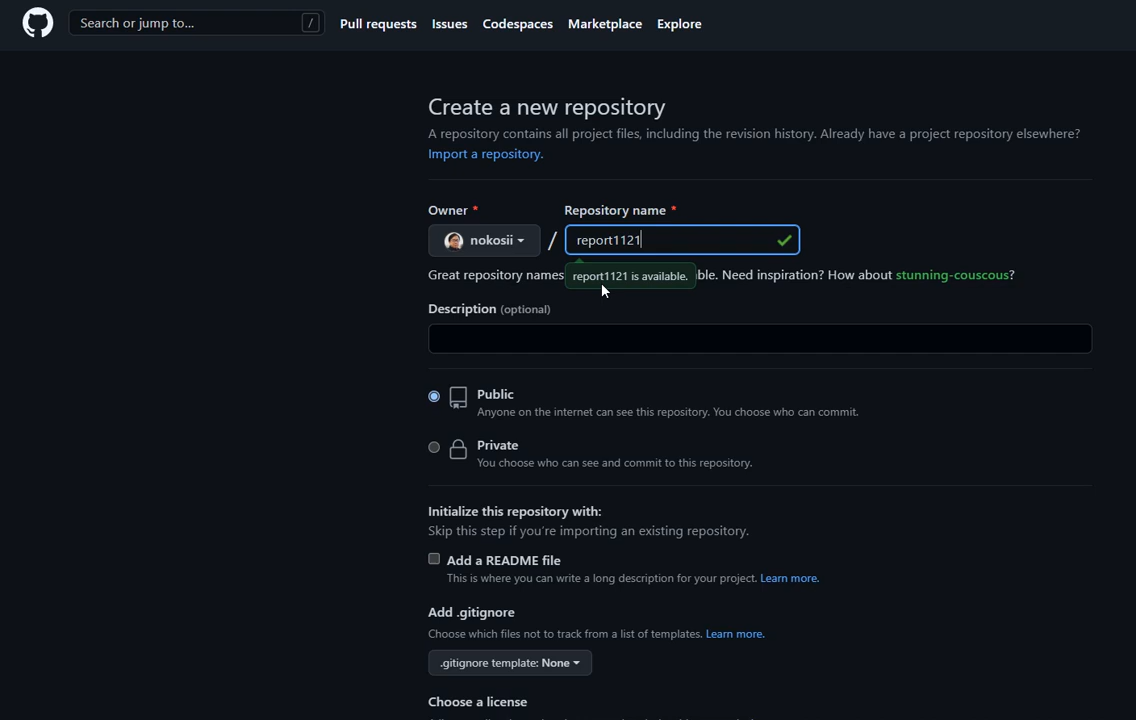 Search or jump to... /
Pull requests Issues Codespaces Marketplace Explore
Create a new repository
A repository contains all project files, including the revision history. Already have a project repository elsewhere?
Import a repository.
Owner * Repository name *
nokosii / report1121
Great repository names ble. Need inspiration? How about stunning-couscous?
report1121 is available.
Description (optional)
Public
Anyone on the internet can see this repository. You choose who can commit.
Private
You choose who can see and commit to this repository.
Initialize this repository with:
Skip this step if you're importing an existing repository.
Add a README file
This is where you can write a long description for your project. Learn more.
Add .gitignore
Choose which files not to track from a list of templates. Learn more.
.gitignore template: None
Choose a license